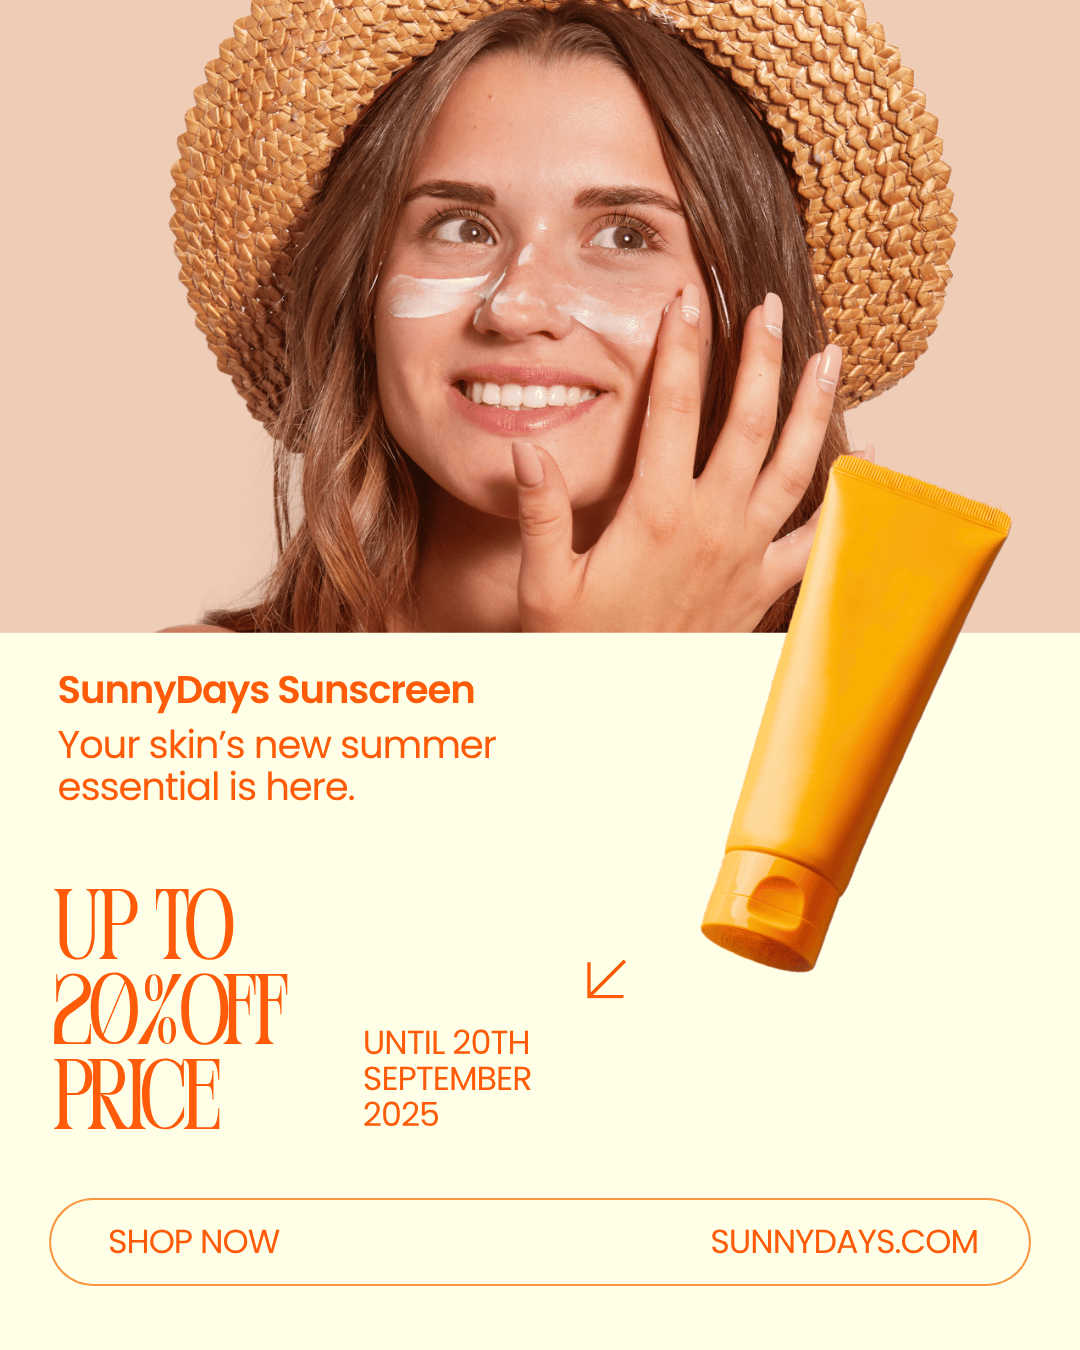 SunnyDays Sunscreen
Your skin’s new summer
essential is here.
UP TO
20%OFF
PRICE
UNTIL 20TH
SEPTEMBER
2025
SHOP NOW
SUNNYDAYS.COM